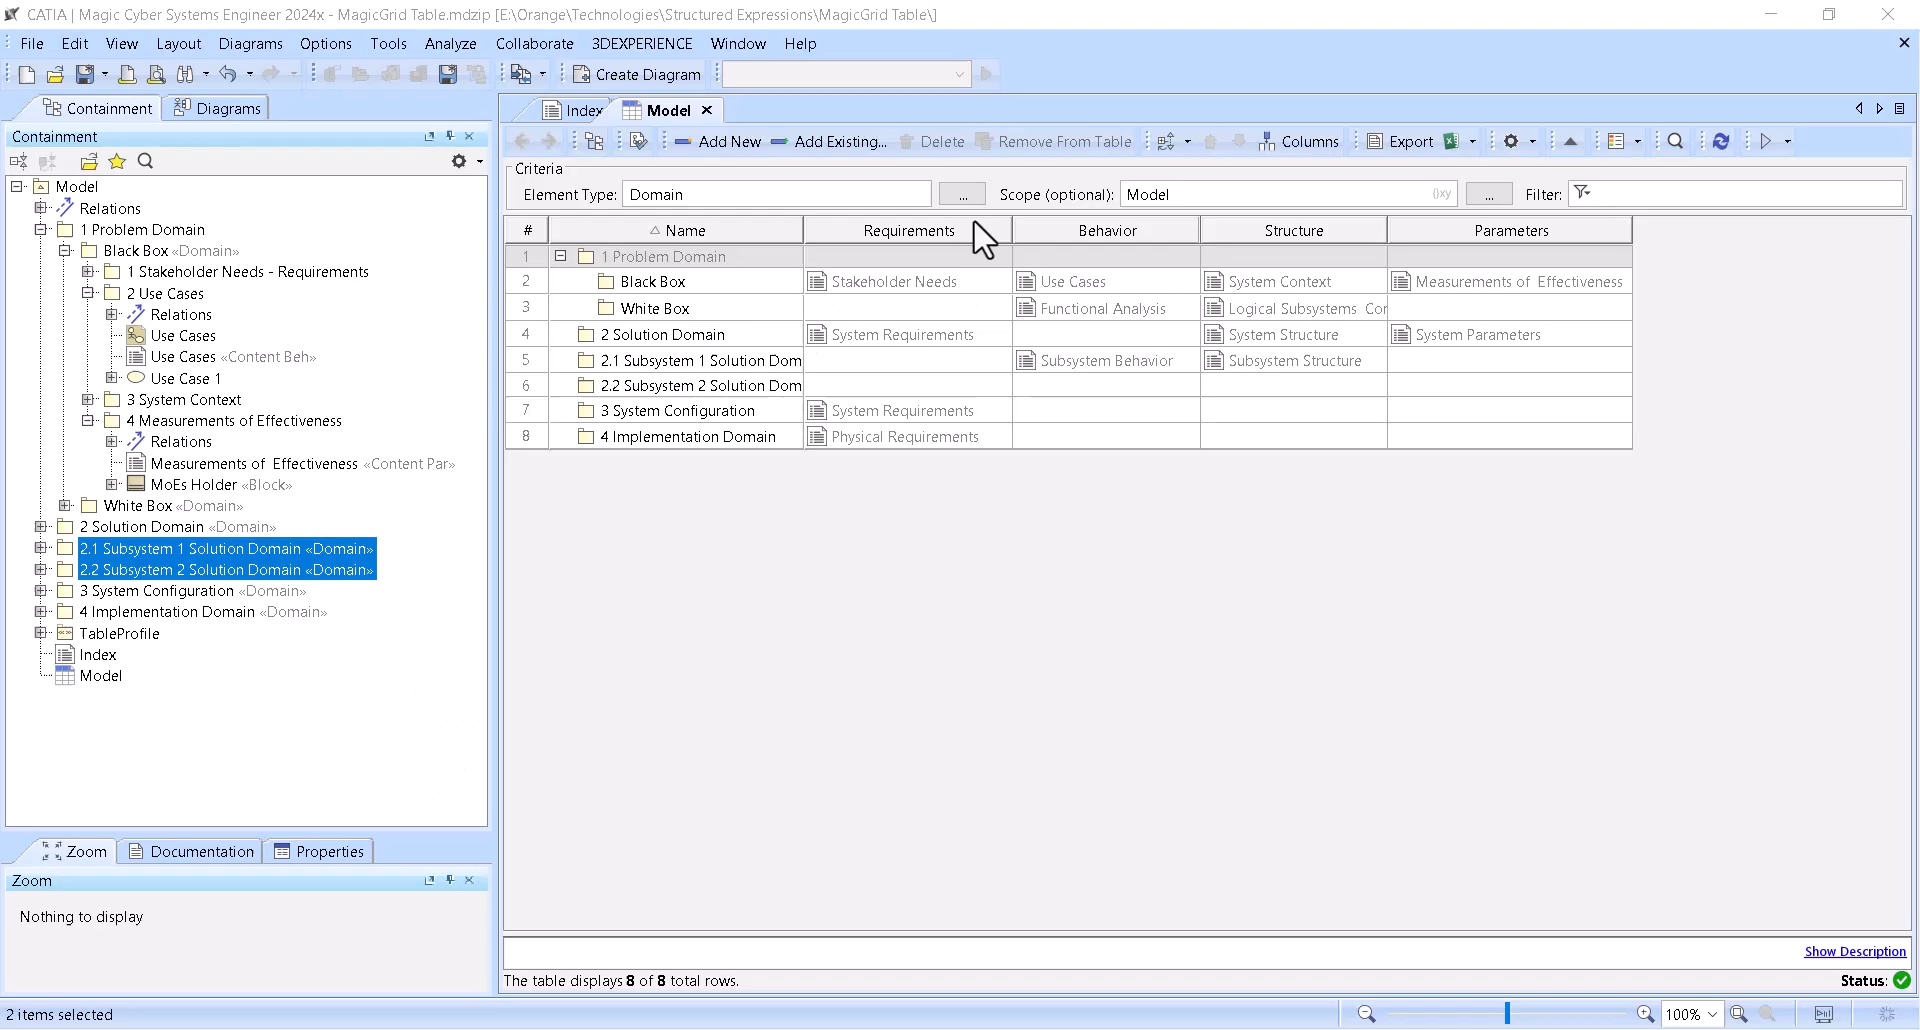 CATIA | Magic Cyber Systems Engineer 2024x - MagicGrid Table.mdzip [E:\Orange\Technologies\Structured Expressions\MagicGrid Table\]
File Edit View Layout Diagrams Options Tools Analyze Collaborate 3DEXPERIENCE Window Help
Create Diagram
Containment Diagrams
Containment
Model
Relations
1 Problem Domain
Black Box «Domain»
1 Stakeholder Needs - Requirements
2 Use Cases
Relations
Use Cases
Use Cases «Content Beh»
Use Case 1
3 System Context
4 Measurements of Effectiveness
Relations
Measurements of Effectiveness «Content Par»
MoEs Holder «Block»
White Box «Domain»
2 Solution Domain «Domain»
2.1 Subsystem 1 Solution Domain «Domain»
2.2 Subsystem 2 Solution Domain «Domain»
3 System Configuration «Domain»
4 Implementation Domain «Domain»
TableProfile
Index
Model
Zoom Documentation Properties
Zoom
Nothing to display
Index Model
Add New Add Existing... Delete Remove From Table Columns Export
Criteria
Element Type: Domain ... Scope (optional): Model {}xy ... Filter:
# Name Requirements Behavior Structure Parameters
1 1 Problem Domain
2 Black Box Stakeholder Needs Use Cases System Context Measurements of Effectiveness
3 White Box Functional Analysis Logical Subsystems Cor
4 2 Solution Domain System Requirements System Structure System Parameters
5 2.1 Subsystem 1 Solution Dom Subsystem Behavior Subsystem Structure
6 2.2 Subsystem 2 Solution Dom
7 3 System Configuration System Requirements
8 4 Implementation Domain Physical Requirements
Show Description
The table displays 8 of 8 total rows. Status:
2 items selected 100%